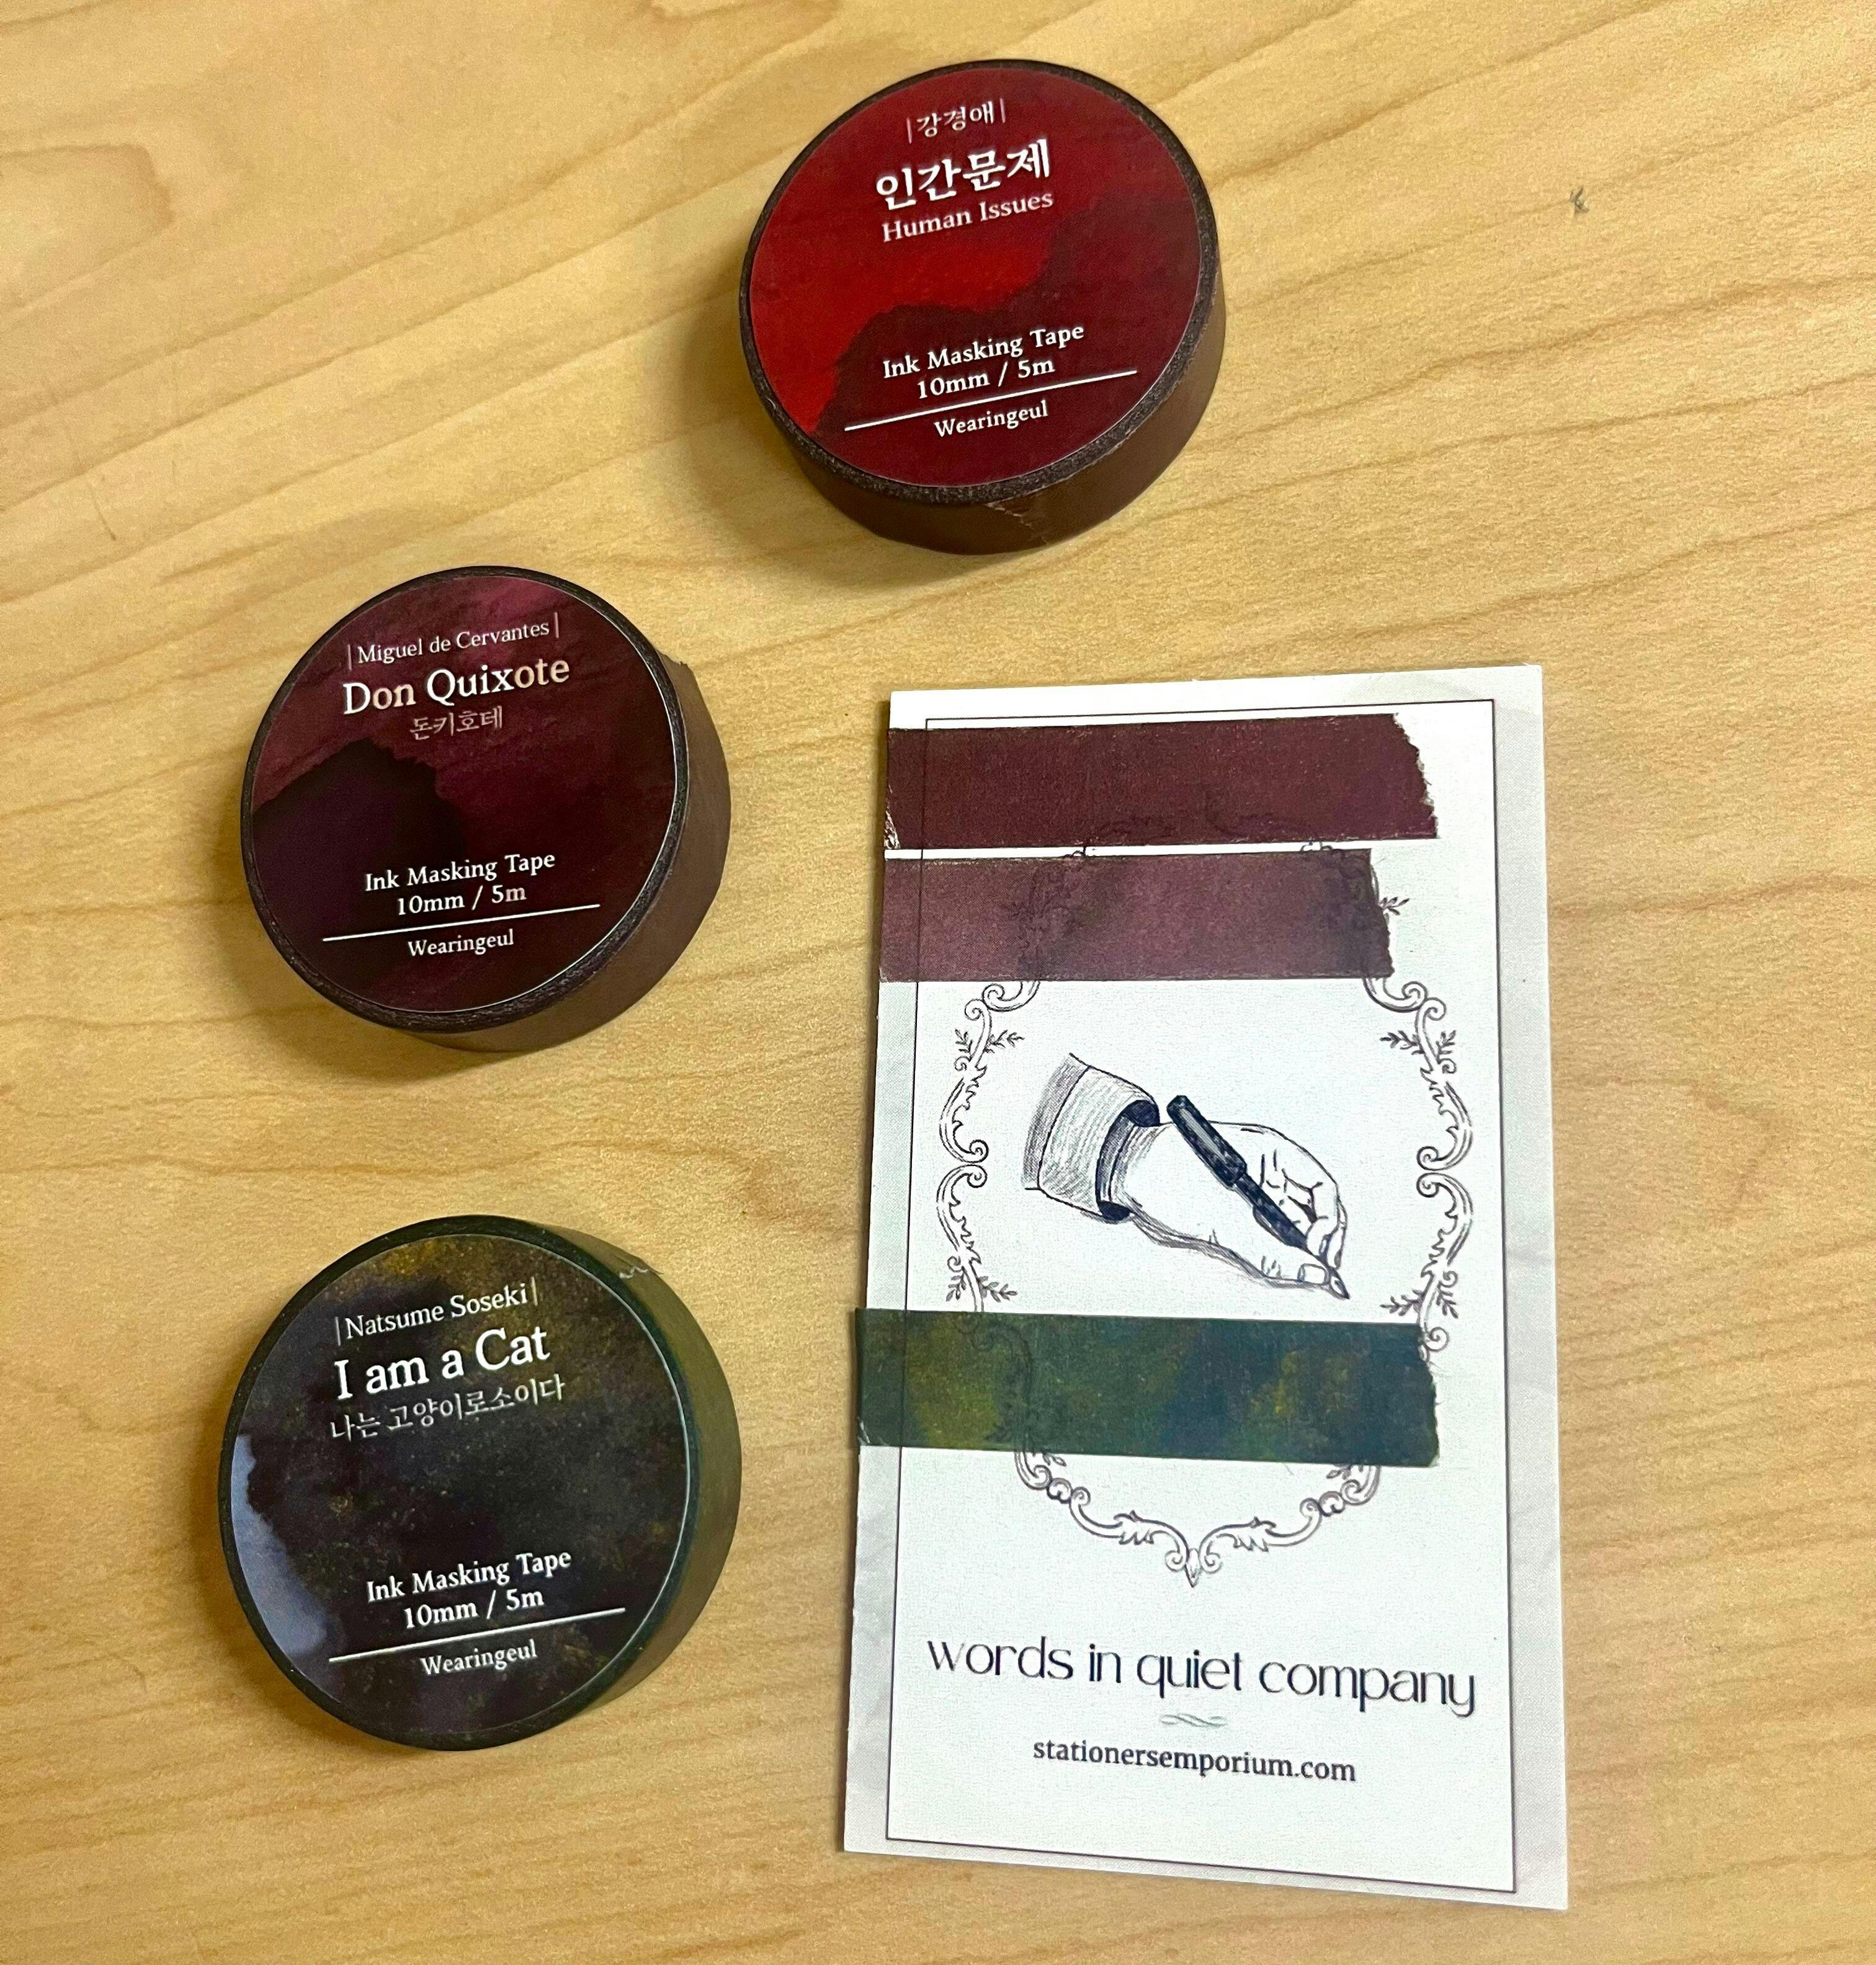 |강경애|
인간문제
Human Issues
Ink Masking Tape
10mm / 5m
Wearingeul
|Miguel de Cervantes|
Don Quixote
돈키호테
Ink Masking Tape
10mm / 5m
Wearingeul
|Natsume Soseki|
I am a Cat
나는 고양이로소이다
Ink Masking Tape
10mm / 5m
Wearingeul
words in quiet company
stationersemporium.com